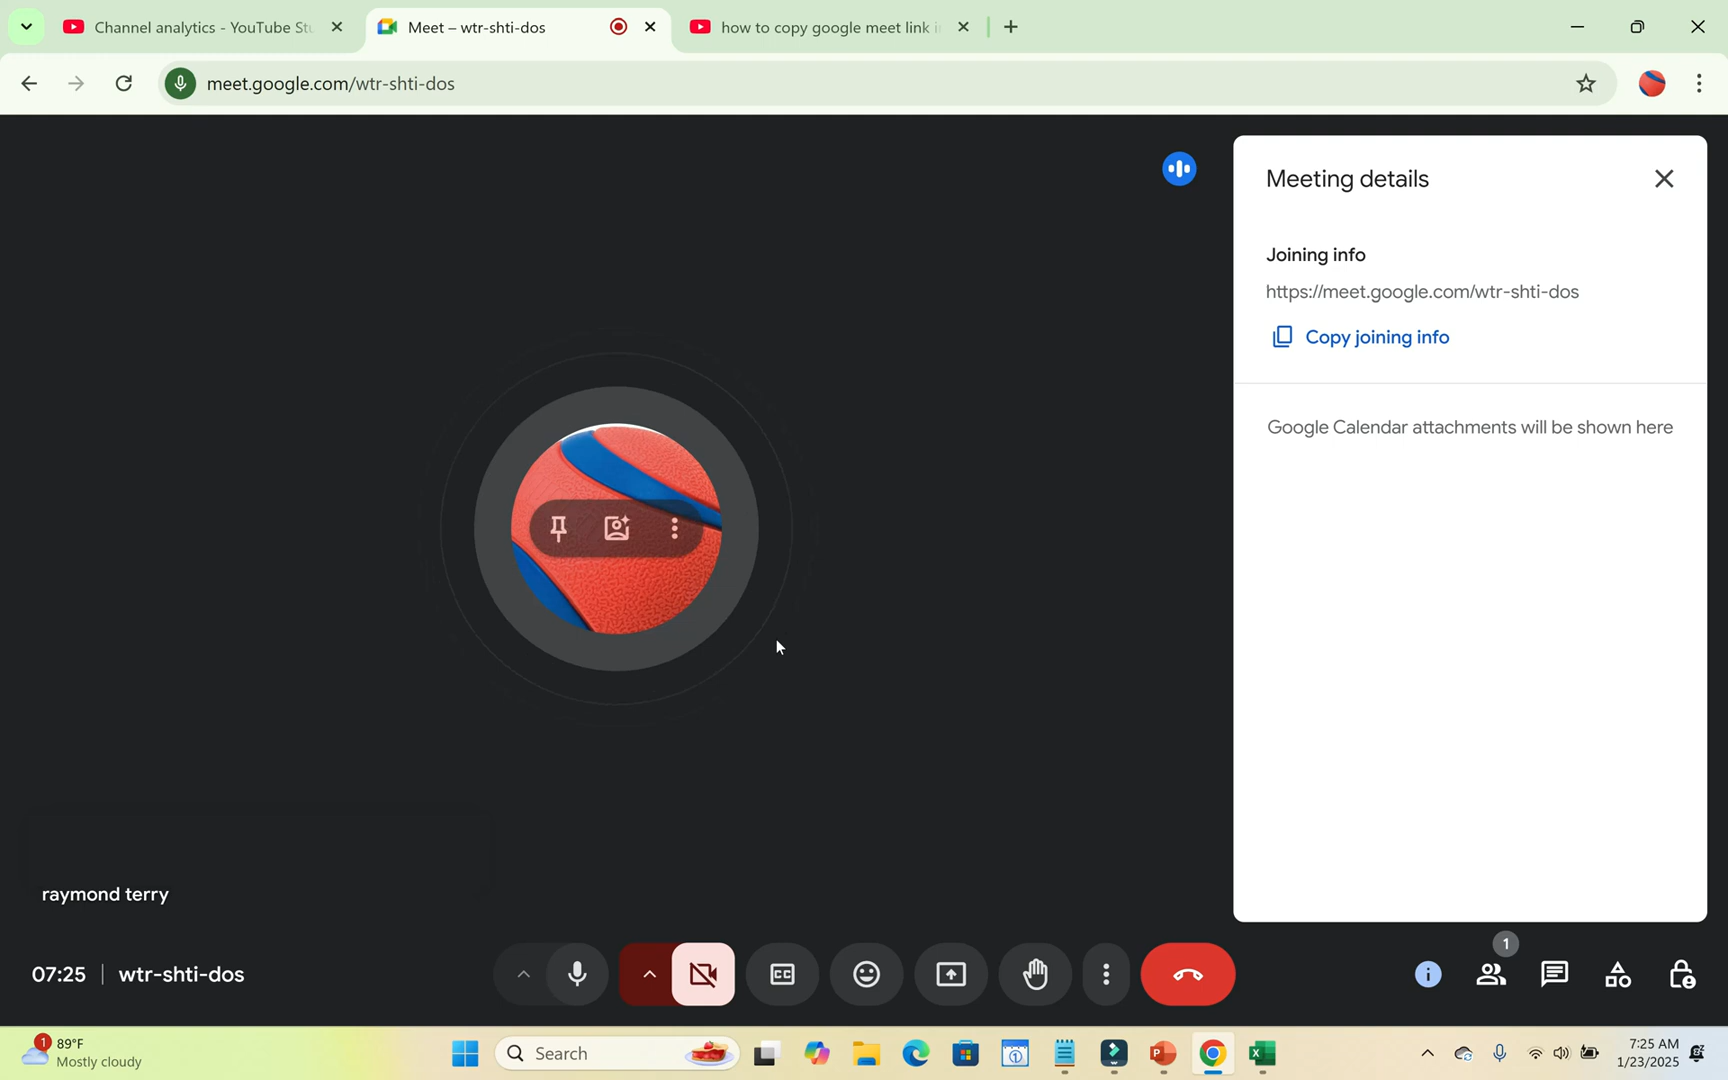 Channel analytics - YouTube Stu
Meet – wtr-shti-dos
how to copy google meet link i
meet.google.com/wtr-shti-dos
Meeting details
Joining info
https://meet.google.com/wtr-shti-dos
Copy joining info
Google Calendar attachments will be shown here
raymond terry
07:25 | wtr-shti-dos
CC
1
1
89°F
Mostly cloudy
Search
7:25 AM
1/23/2025